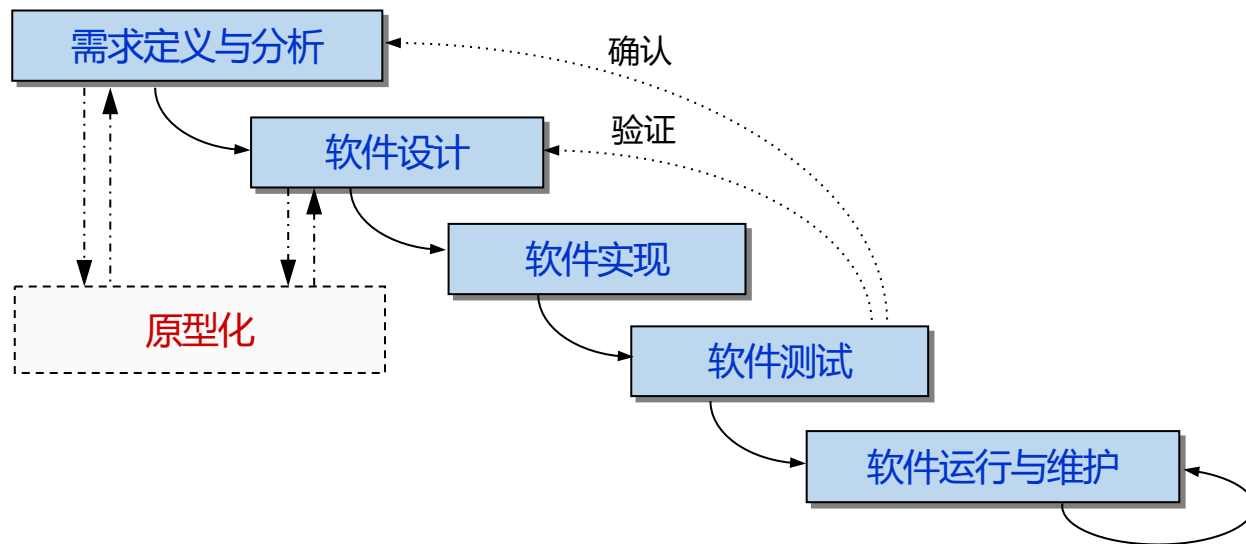 需求定义与分析
确认
验证
软件设计
软件实现
原型化
软件测试
软件运行与维护